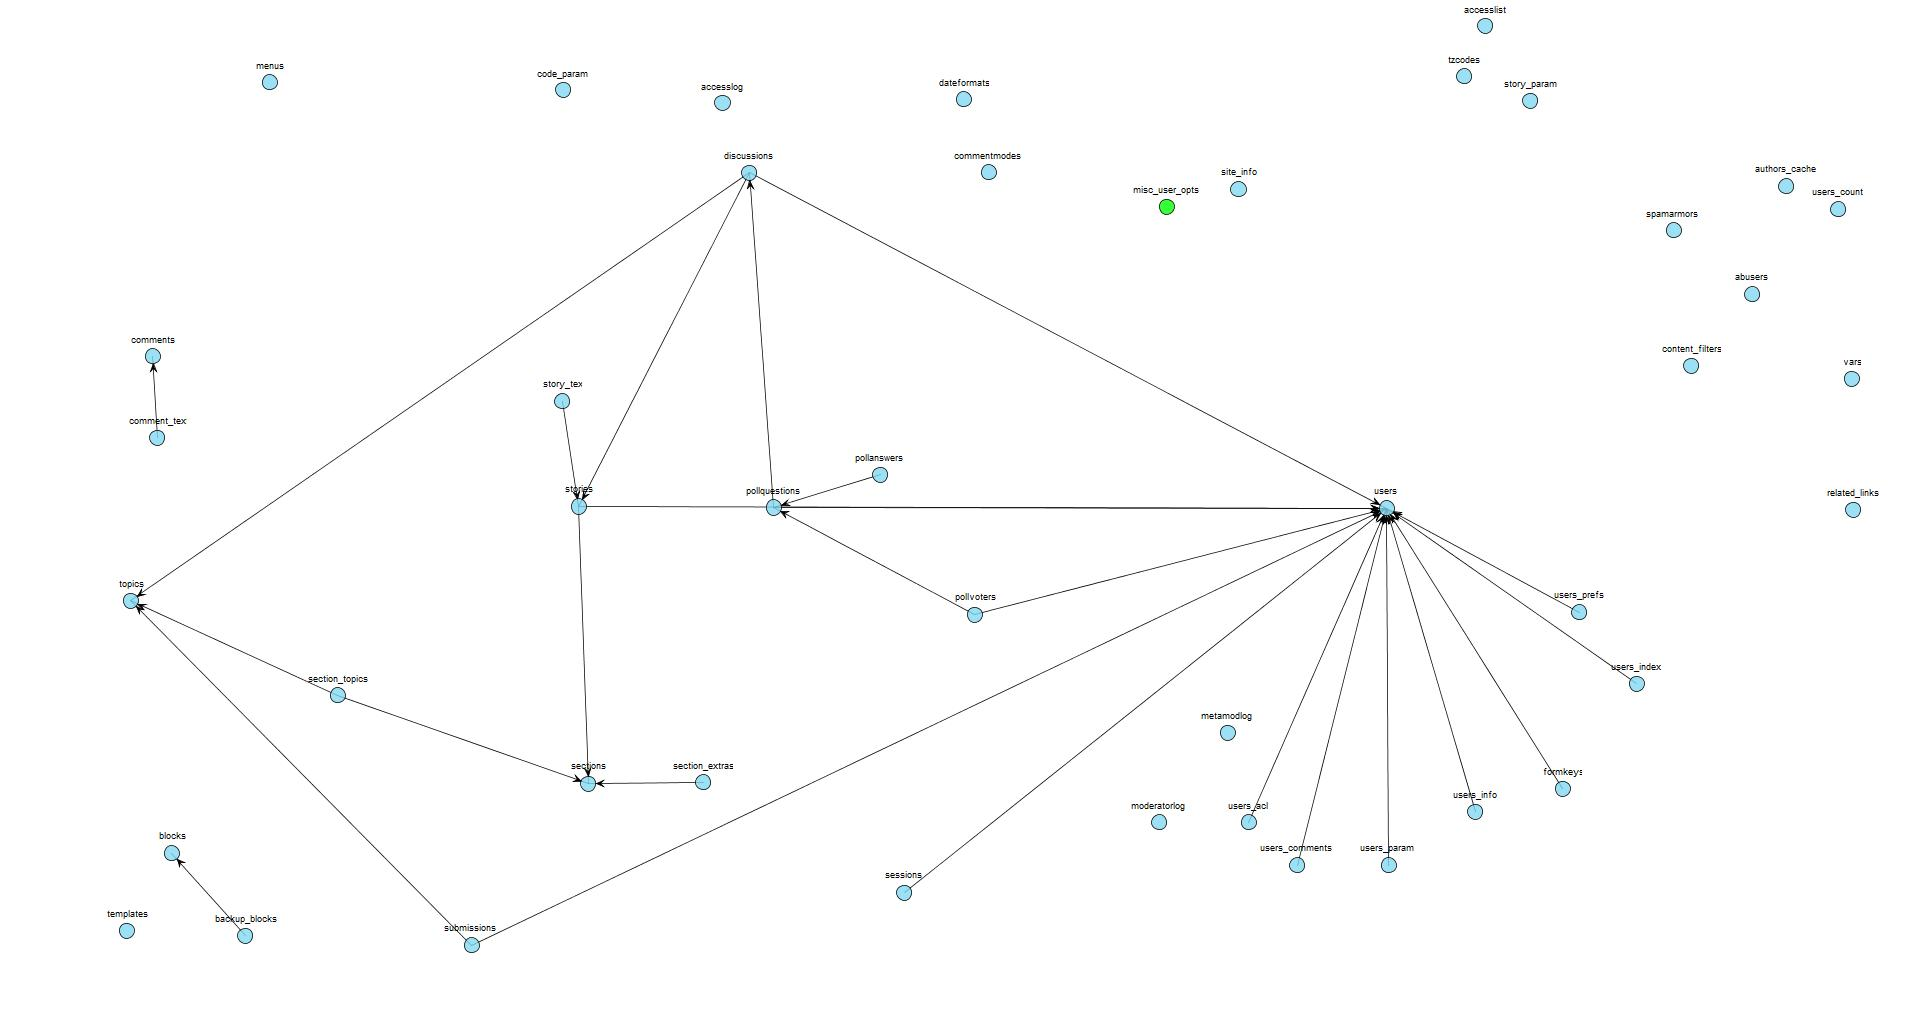 accesslist
tzcodes
menus
code_param
accesslog
dateformats
story_param
discussions
commentmodes
misc_user_opts
site_info
authors_cache
users_count
spamarmors
abusers
comments
content_filters
vars
story_tex
comment_tex
pollanswers
stories
pollquestions
users
related_links
topics
pollvoters
users_prefs
section_topics
users_index
metamodlog
sections
section_extras
formkeys
users_info
moderatorlog
users_acl
blocks
users_comments
users_param
sessions
templates
backup_blocks
submissions